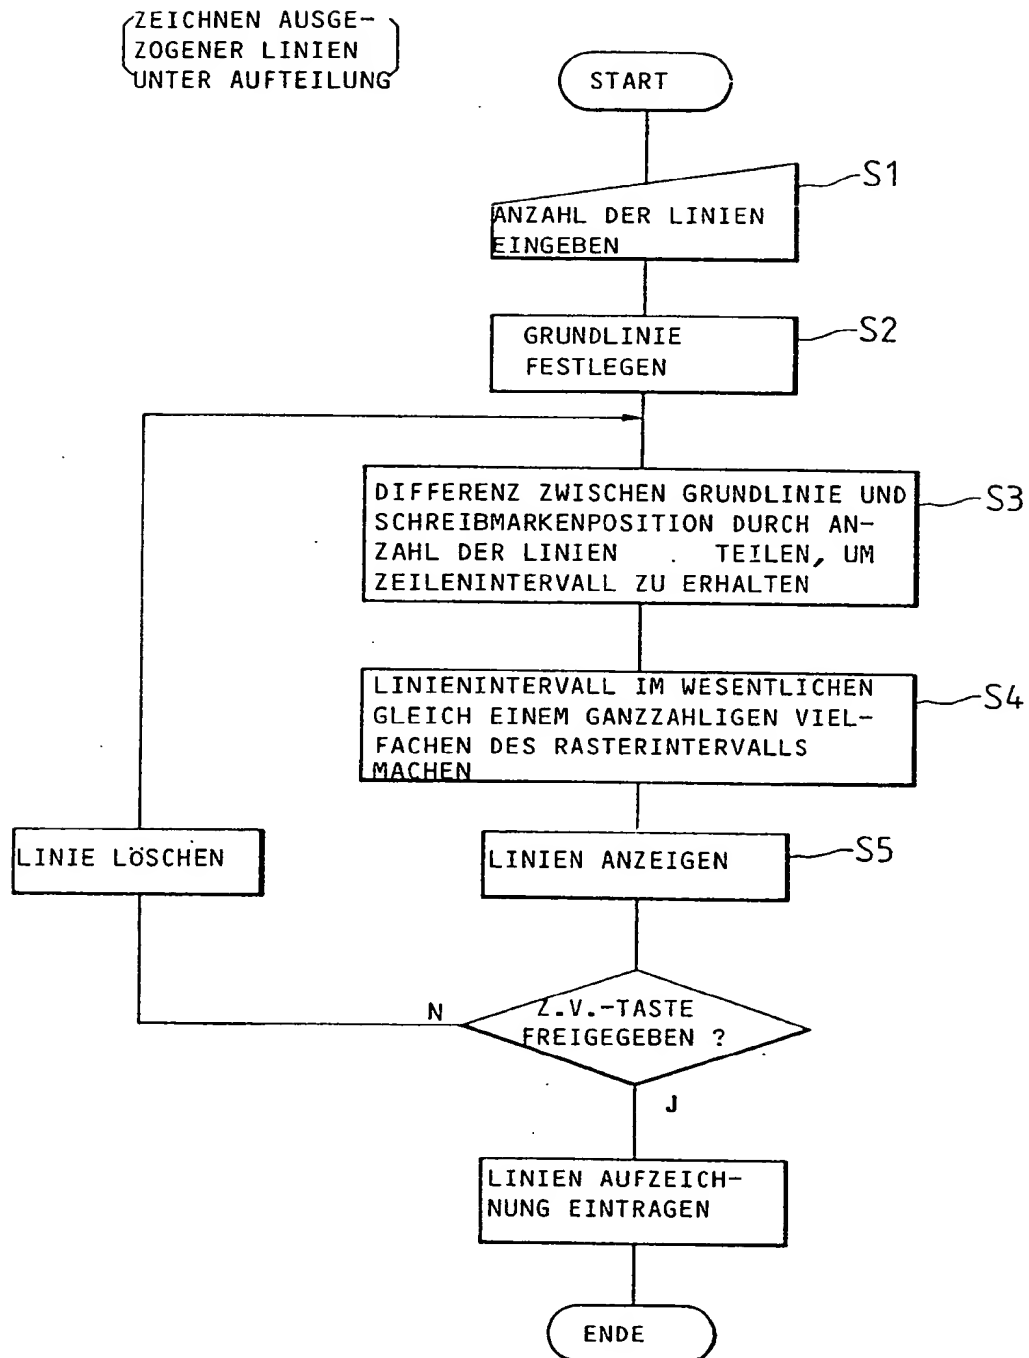 ZEICHNEN AUSGE-
ZOGENER LINIEN
UNTER AUFTEILUNG
START
S1
ANZAHL DER LINIEN
EINGEBEN
S2
GRUNDLINIE
FESTLEGEN
S3
DIFFERENZ ZWISCHEN GRUNDLINIE UND
SCHREIBMARKENPOSITION DURCH AN-
ZAHL DER LINIEN . TEILEN, UM
ZEILENINTERVALL ZU ERHALTEN
S4
LINIENINTERVALL IM WESENTLICHEN
GLEICH EINEM GANZZAHLIGEN VIEL-
FACHEN DES RASTERINTERVALLS
MACHEN
LINIE LÖSCHEN
LINIEN ANZEIGEN
S5
N
Z.V.-TASTE
FREIGEGEBEN ?
J
LINIEN AUFZEICH-
NUNG EINTRAGEN
ENDE